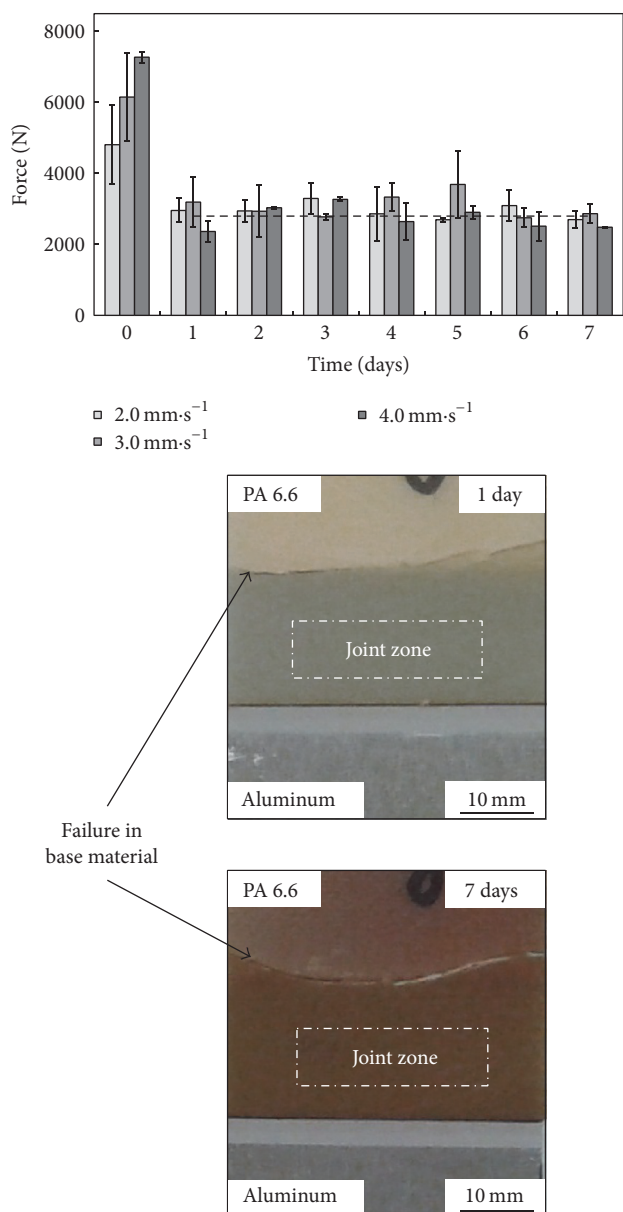 8000
6000
4000
2000
0
Force (N)
0 1 2 3 4 5 6 7
Time (days)
2.0 mm·s⁻¹
3.0 mm·s⁻¹
4.0 mm·s⁻¹
PA 6.6
1 day
Joint zone
Aluminum
10 mm
Failure in
base material
PA 6.6
7 days
Joint zone
Aluminum
10 mm